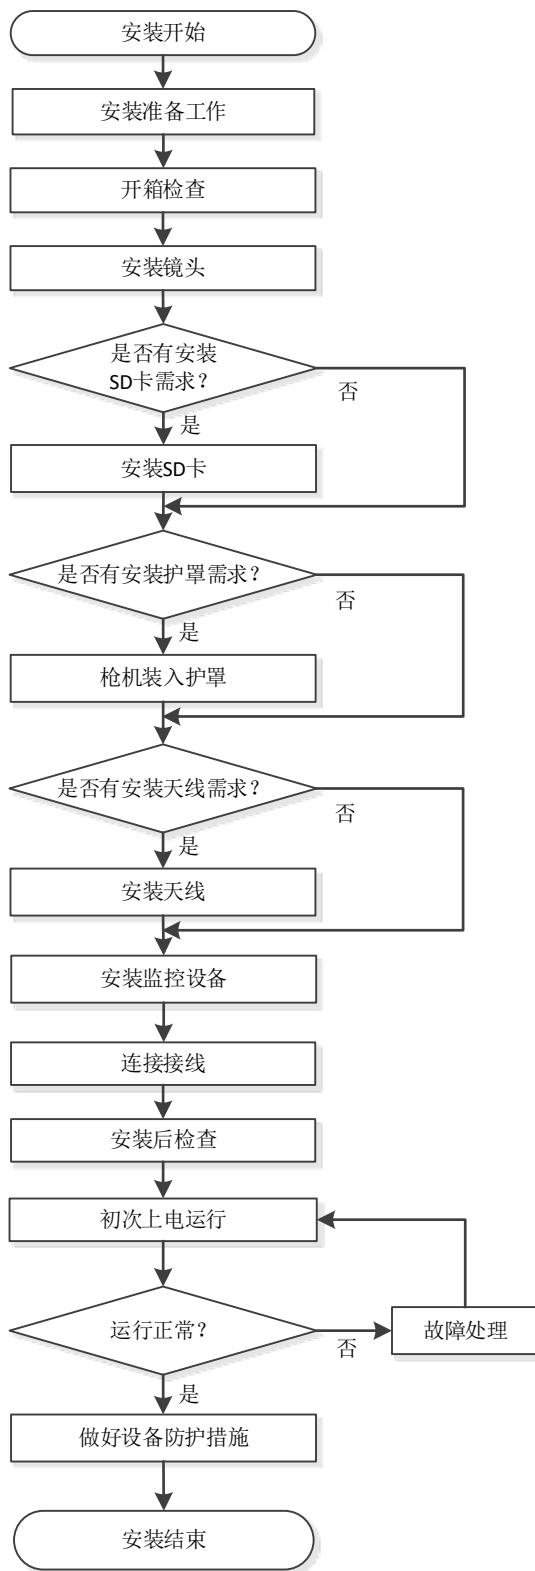 安装开始
安装准备工作
开箱检查
安装镜头
是否有安装
SD卡需求？
否
是
安装SD卡
是否有安装护罩需求？
否
是
枪机装入护罩
是否有安装天线需求？
否
是
安装天线
安装监控设备
连接接线
安装后检查
初次上电运行
运行正常？
否
故障处理
是
做好设备防护措施
安装结束